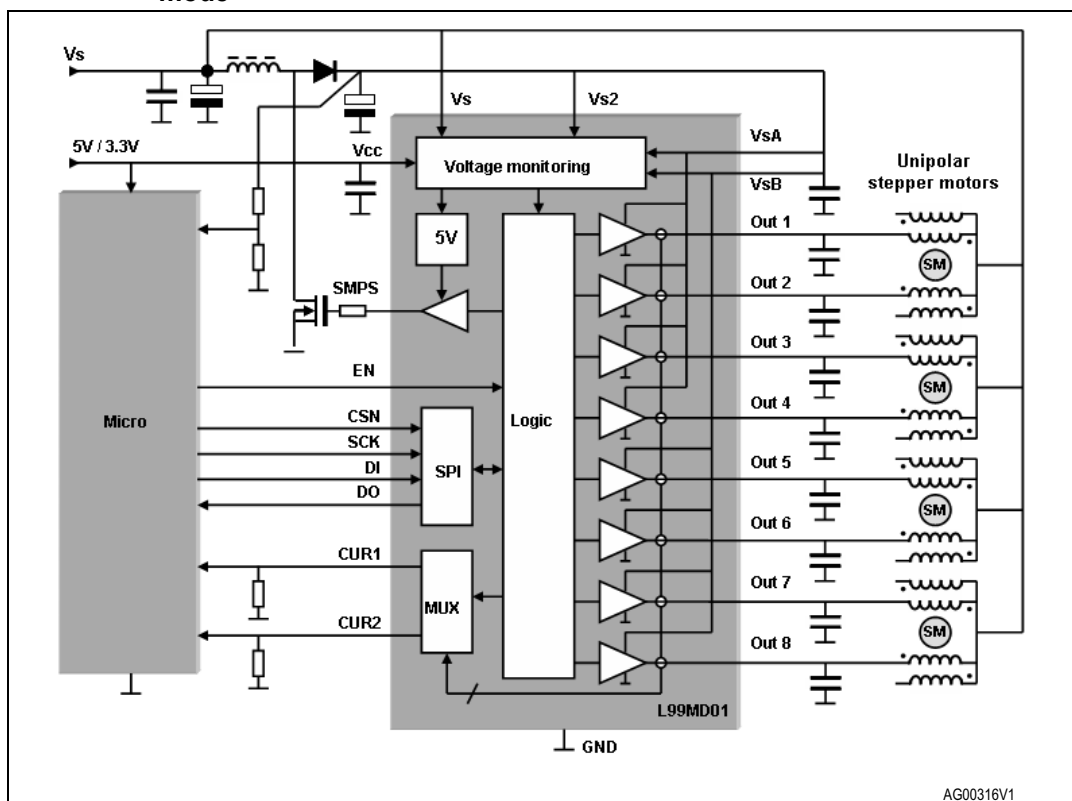 Mode
Vs
Vs
Vs2
5V / 3.3V
Vcc
Voltage monitoring
VsA
VsB
Unipolar
stepper motors
Out 1
5V
SM
SMPS
Out 2
Out 3
EN
SM
Micro
CSN
Logic
Out 4
SCK
SPI
DI
Out 5
DO
SM
Out 6
CUR1
MUX
Out 7
CUR2
SM
Out 8
L99MD01
GND
AG00316V1